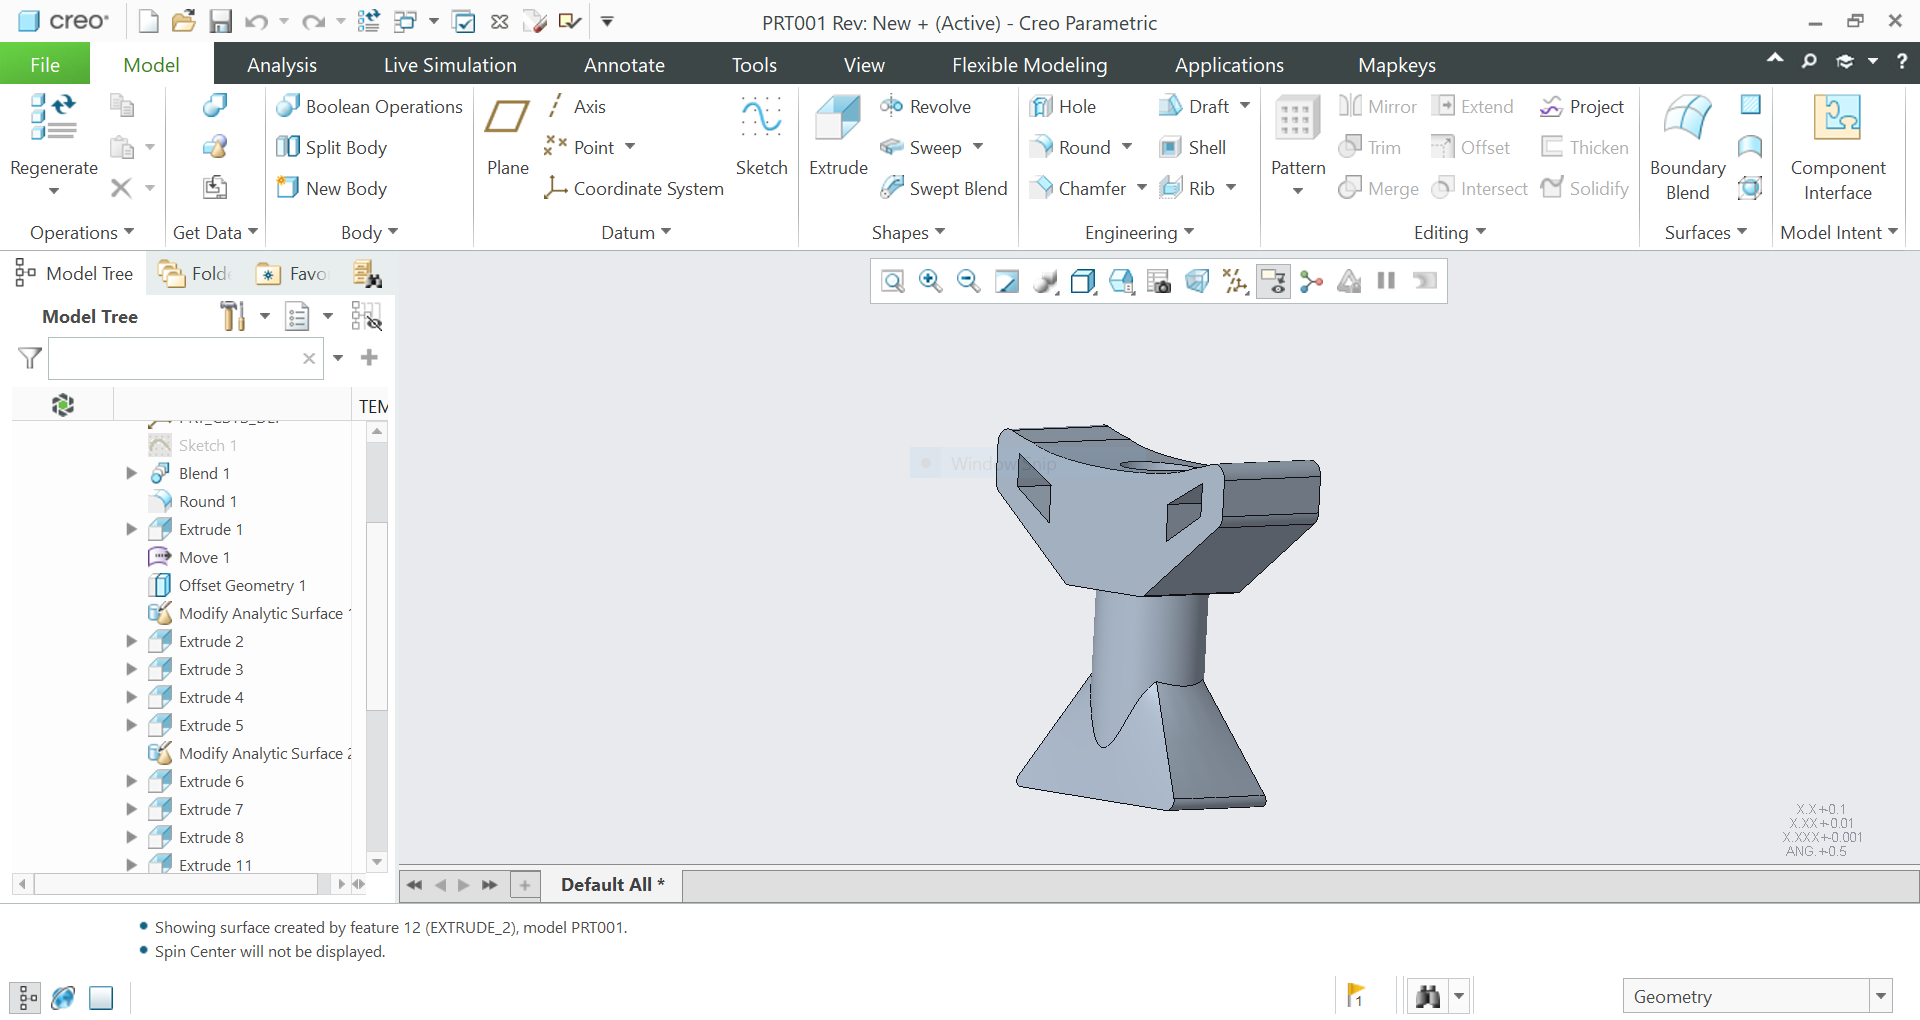 creo
PRT001 Rev: New + (Active) - Creo Parametric
File
Model
Analysis
Live Simulation
Annotate
Tools
View
Flexible Modeling
Applications
Mapkeys
?
Regenerate
Operations
Get Data
Boolean Operations
Split Body
New Body
Body
Plane
Axis
Point
Coordinate System
Sketch
Datum
Extrude
Revolve
Sweep
Swept Blend
Shapes
Hole
Round
Chamfer
Draft
Shell
Rib
Engineering
Pattern
Mirror
Trim
Merge
Extend
Offset
Intersect
Project
Thicken
Solidify
Editing
Boundary
Blend
Surfaces
Component
Interface
Model Intent
Model Tree
Fold
Favo
Model Tree
TEM
Sketch 1
Blend 1
Round 1
Extrude 1
Move 1
Offset Geometry 1
Modify Analytic Surface 1
Extrude 2
Extrude 3
Extrude 4
Extrude 5
Modify Analytic Surface 2
Extrude 6
Extrude 7
Extrude 8
Extrude 11
Window Snip
X.X+-0.1
X.XX+-0.01
X.XXX+-0.001
ANG.+-0.5
Default All *
Showing surface created by feature 12 (EXTRUDE_2), model PRT001.
Spin Center will not be displayed.
1
Geometry